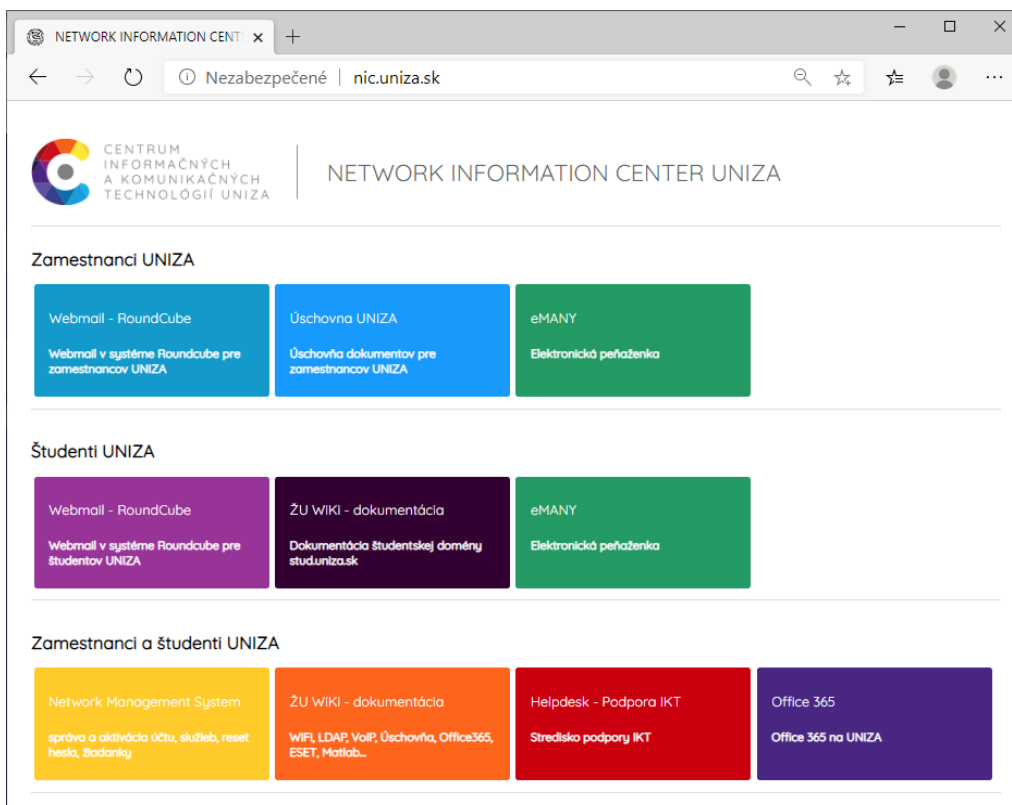 NETWORK INFORMATION CENT
Nezabezpečené | nic.uniza.sk
CENTRUM
INFORMAČNÝCH
A KOMUNIKAČNÝCH
TECHNOLÓGIÍ UNIZA
NETWORK INFORMATION CENTER UNIZA
Zamestnanci UNIZA
Webmail - RoundCube
Webmail v systéme Roundcube pre
zamestnancov UNIZA
Úschovna UNIZA
Úschovňa dokumentov pre
zamestnancov UNIZA
eMANY
Elektronická peňaženka
Študenti UNIZA
Webmail - RoundCube
Webmail v systéme Roundcube pre
študentov UNIZA
ŽU WiKi - dokumentácia
Dokumentácia študentskej domény
stud.uniza.sk
eMANY
Elektronická peňaženka
Zamestnanci a študenti UNIZA
Network Management System
správa a aktivácia účtu, služieb, reset
hesla, žiadanky
ŽU WiKi - dokumentácia
WiFi, LDAP, VoIP, Úschovňa, Office365,
ESET, Matlab...
Helpdesk - Podpora IKT
Stredisko podpory IKT
Office 365
Office 365 na UNIZA